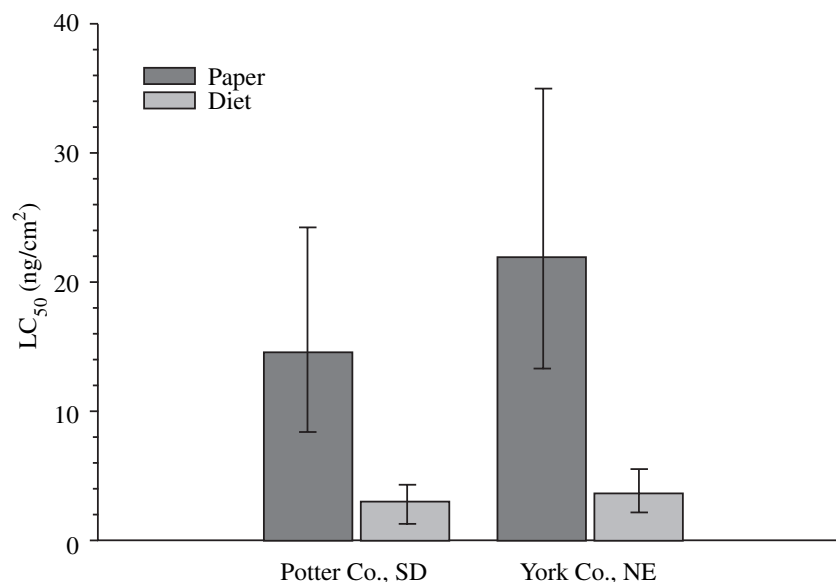 40
30
20
10
0
LC50 (ng/cm²)
Paper
Diet
Potter Co., SD
York Co., NE